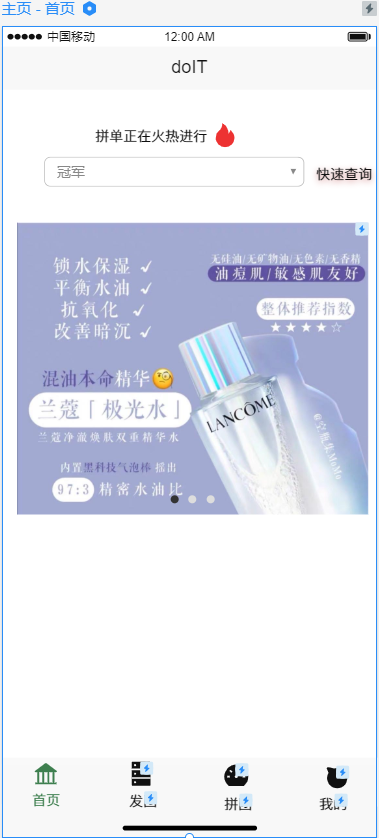 主页 - 首页
中国移动 12:00 AM
doIT
拼单正在火热进行
冠军
快速查询
锁水保湿 ✓
平衡水油 ✓
抗氧化 ✓
改善暗沉 ✓
无硅油/无矿物油/无色素/无香精
油痘肌/敏感肌友好
整体推荐指数
★★★★☆
混油本命精华🧐
兰蔻「极光水」
兰蔻净澈焕肤双重精华水
内置黑科技气泡棒 摇出
97:3 精密水油比
LANCÔME
首页
发图
拼团
我的